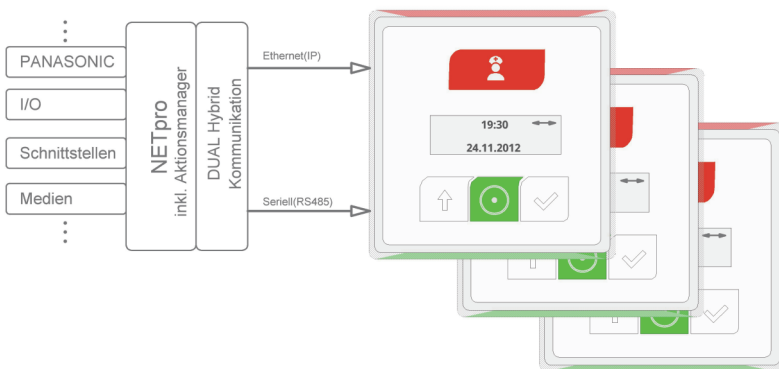 PANASONIC
I/O
Schnittstellen
Medien
NETpro
inkl. Aktionsmanager
DUAL Hybrid
Kommunikation
Ethernet(IP)
Seriell(RS485)
19:30
24.11.2012